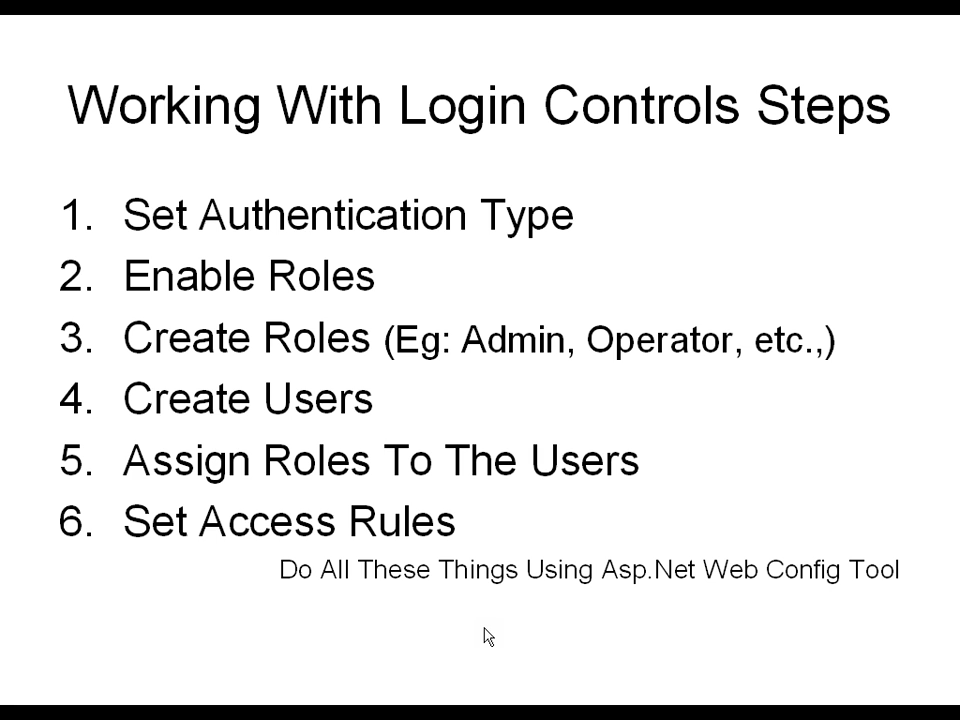 Working With Login Controls Steps
1. Set Authentication Type
2. Enable Roles
3. Create Roles (Eg: Admin, Operator, etc.,)
4. Create Users
5. Assign Roles To The Users
6. Set Access Rules
Do All These Things Using Asp.Net Web Config Tool